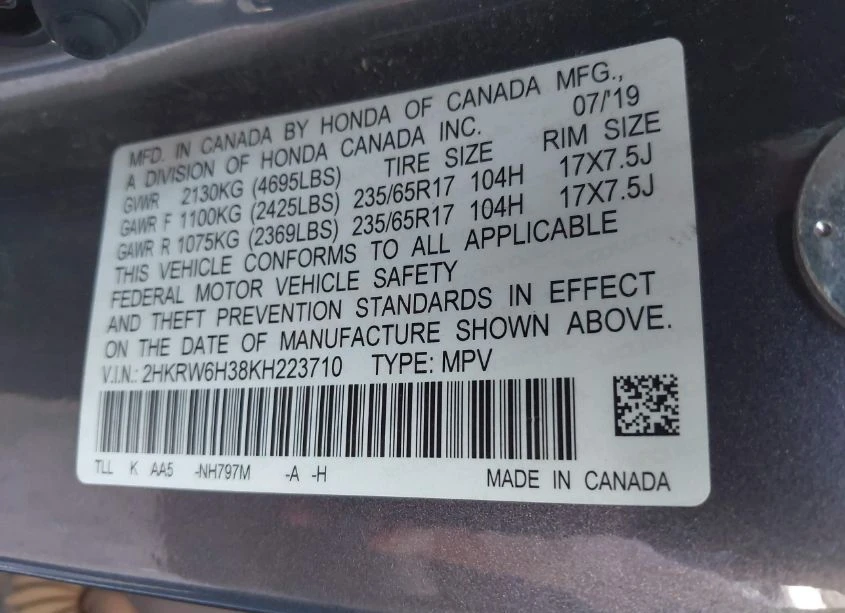 MFD. IN CANADA BY HONDA OF CANADA MFG.,
A DIVISION OF HONDA CANADA INC. 07/'19
GVWR 2130KG (4695LBS) TIRE SIZE RIM SIZE
GAWR F 1100KG (2425LBS) 235/65R17 104H 17X7.5J
GAWR R 1075KG (2369LBS) 235/65R17 104H 17X7.5J
THIS VEHICLE CONFORMS TO ALL APPLICABLE
FEDERAL MOTOR VEHICLE SAFETY
AND THEFT PREVENTION STANDARDS IN EFFECT
ON THE DATE OF MANUFACTURE SHOWN ABOVE.
V.I.N.: 2HKRW6H38KH223710 TYPE: MPV
TLL K AA5 -NH797M -A -H MADE IN CANADA